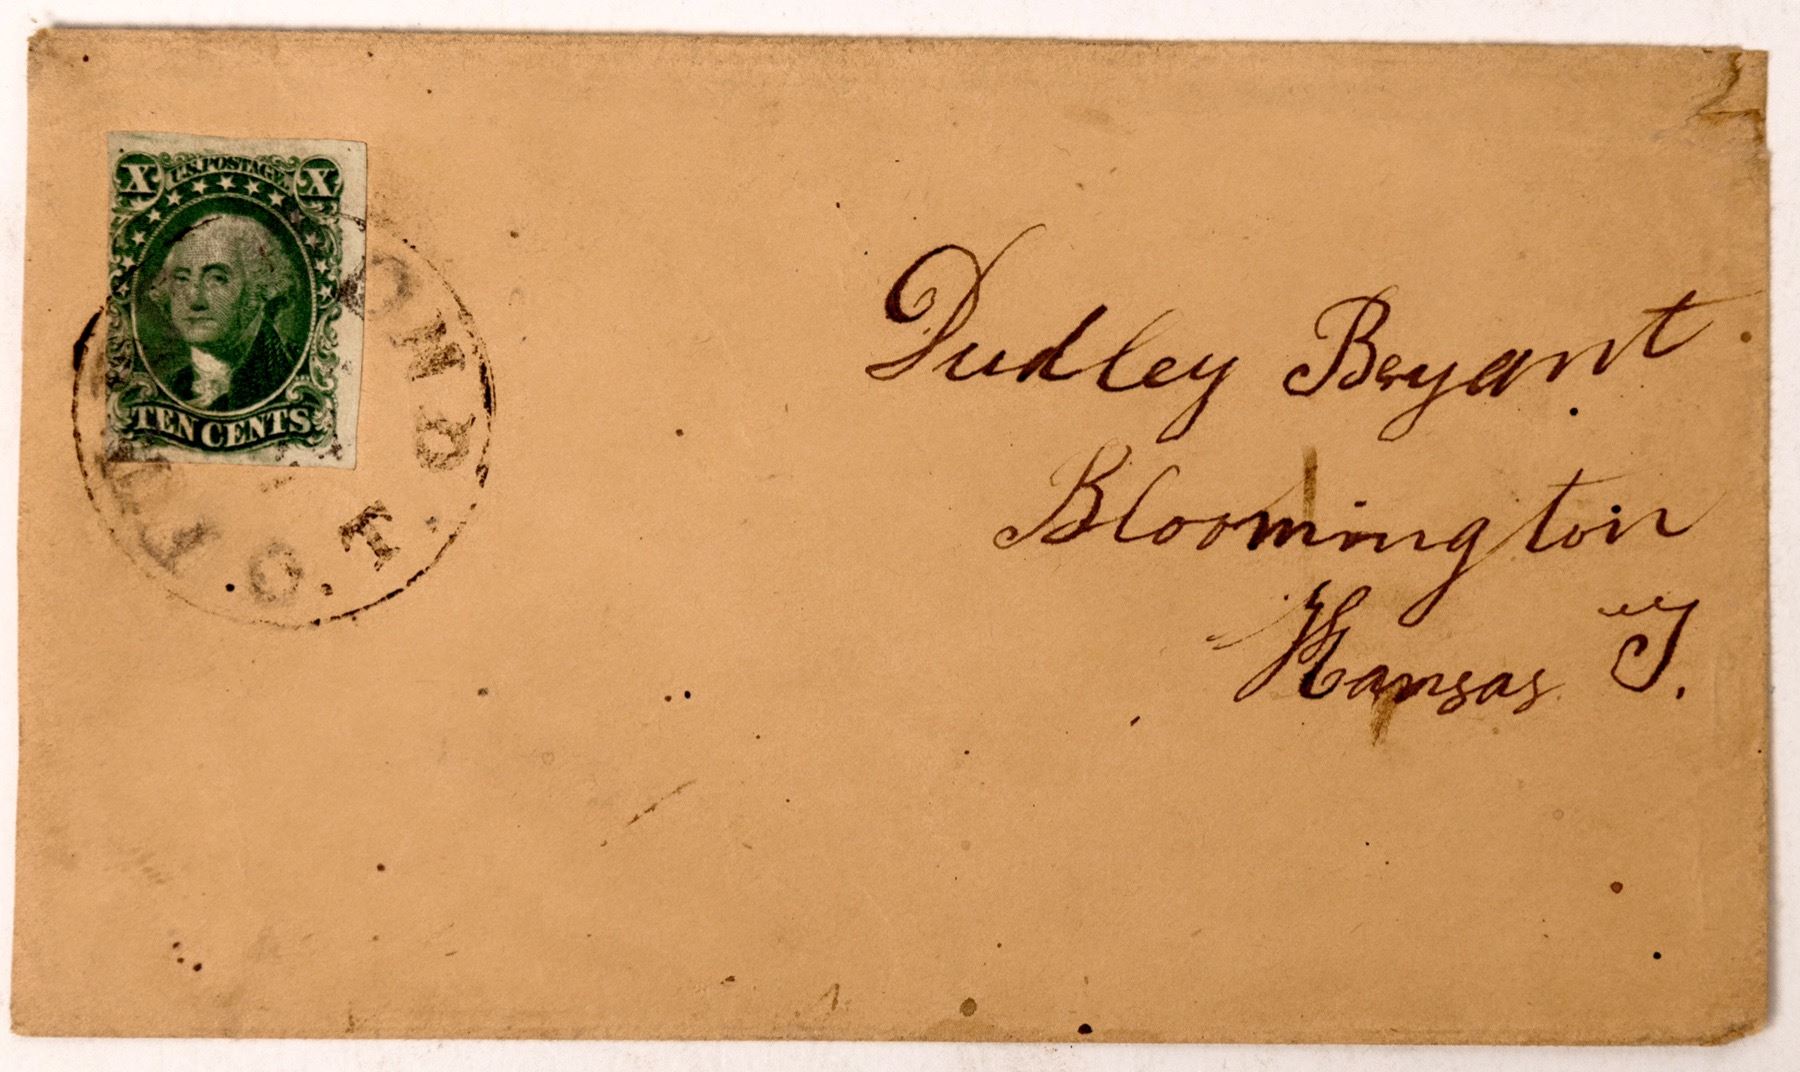 X U.S. POSTAGE. X
TEN CENTS
O. T.
Dudley Bryant
Bloomington
Kansas T.